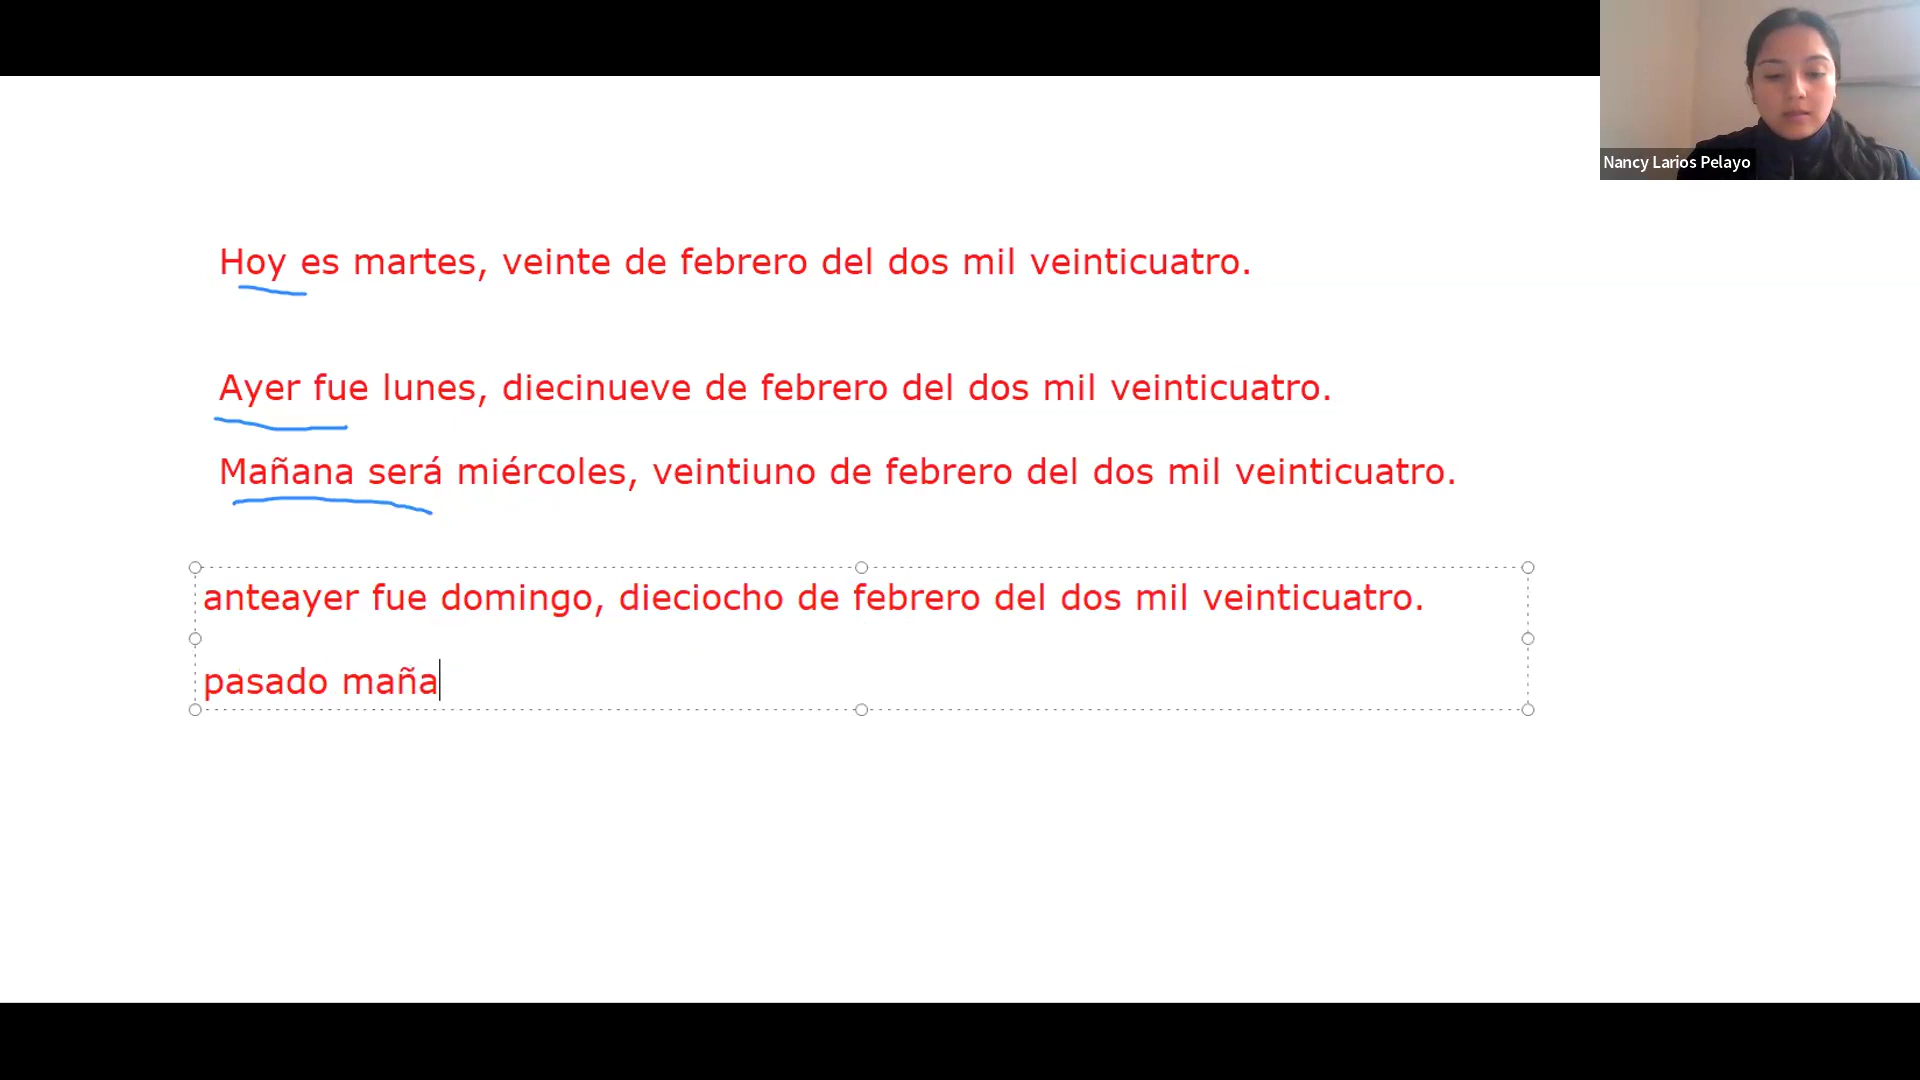 Nancy Larios Pelayo
Hoy es martes, veinte de febrero del dos mil veinticuatro.
Ayer fue lunes, diecinueve de febrero del dos mil veinticuatro.
Mañana será miércoles, veintiuno de febrero del dos mil veinticuatro.
anteayer fue domingo, dieciocho de febrero del dos mil veinticuatro.
pasado maña